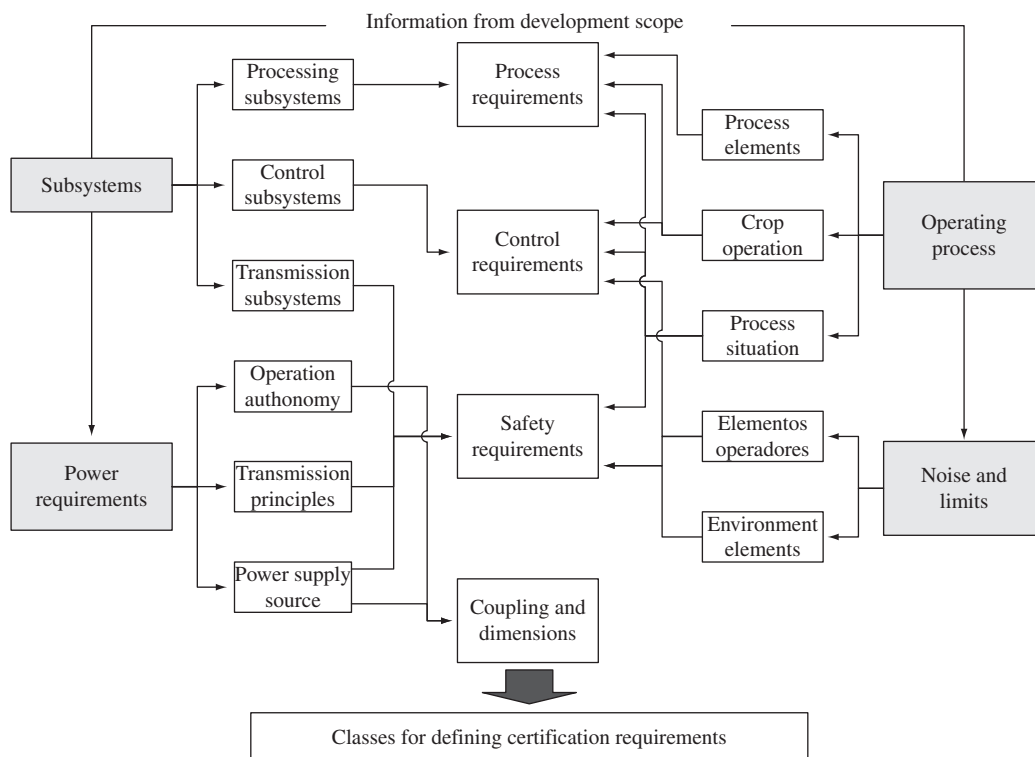 Information from development scope
Processing
subsystems
Process
requirements
Process
elements
Subsystems
Control
subsystems
Control
requirements
Crop
operation
Operating
process
Transmission
subsystems
Process
situation
Operation
authonomy
Safety
requirements
Elementos
operadores
Power
requirements
Transmission
principles
Noise and
limits
Environment
elements
Power supply
source
Coupling and
dimensions
Classes for defining certification requirements